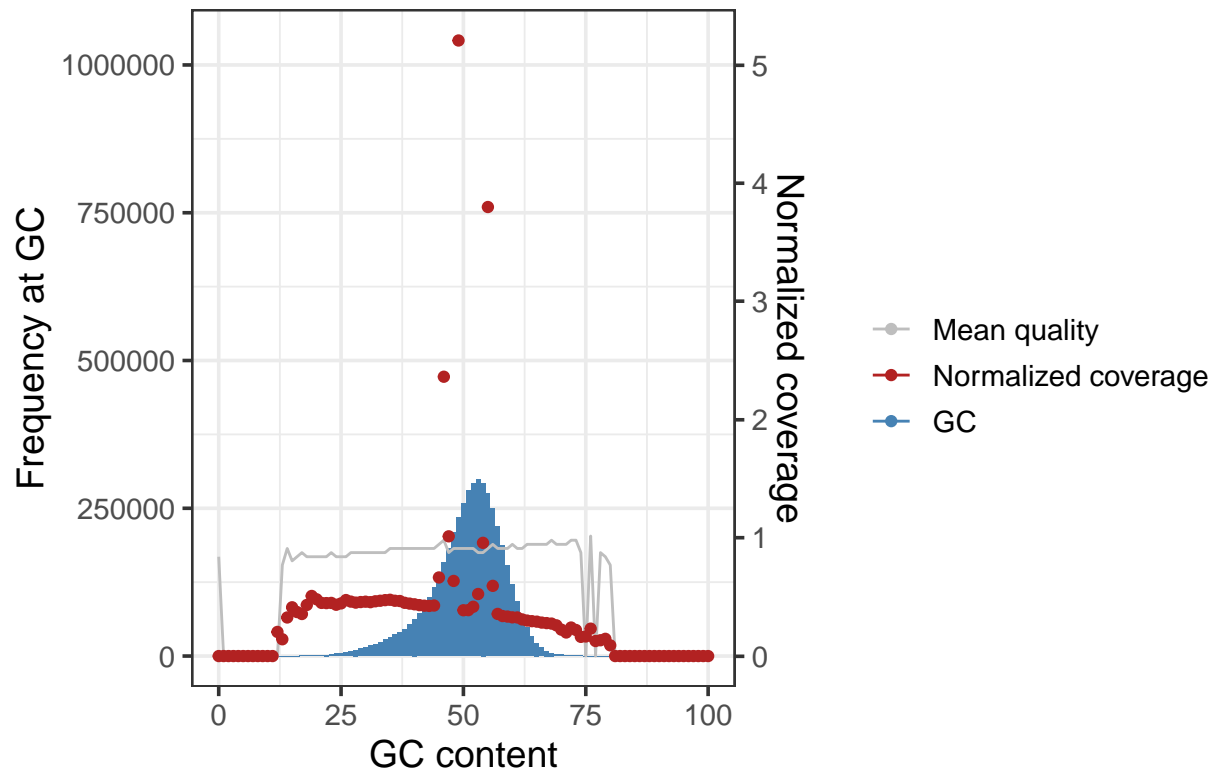 Frequency at GC
1000000
750000
500000
250000
0
5
4
3
2
1
0
Normalized coverage
0 25 50 75 100
GC content
Mean quality
Normalized coverage
GC